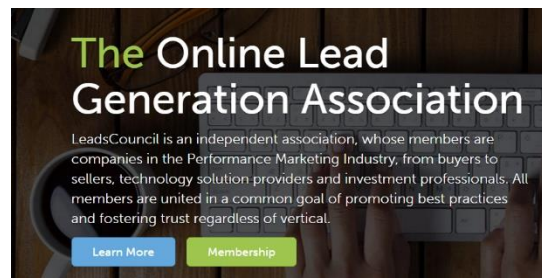 The Online Lead
Generation Association
LeadsCouncil is an independent association, whose members are
companies in the Performance Marketing Industry, from buyers to
sellers, technology solution providers and investment professionals. All
members are united in a common goal of promoting best practices
and fostering trust regardless of vertical.
Learn More Membership